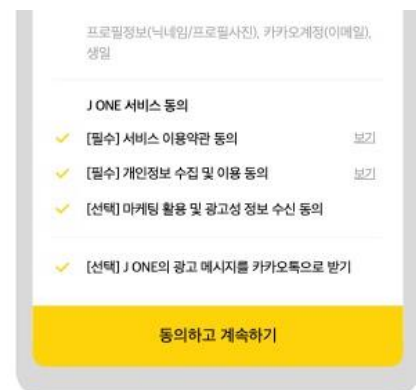 프로필정보(닉네임/프로필사진), 카카오계정(이메일),
생일
J ONE 서비스 동의
[필수] 서비스 이용약관 동의 보기
[필수] 개인정보 수집 및 이용 동의 보기
[선택] 마케팅 활용 및 광고성 정보 수신 동의
[선택] J ONE의 광고 메시지를 카카오톡으로 받기
동의하고 계속하기